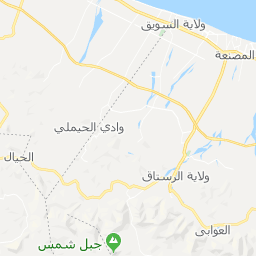 ولاية السويق
المصنعة
وادي الحيملي
الخبال
ولاية الرستاق
العوابي
جبل شمس